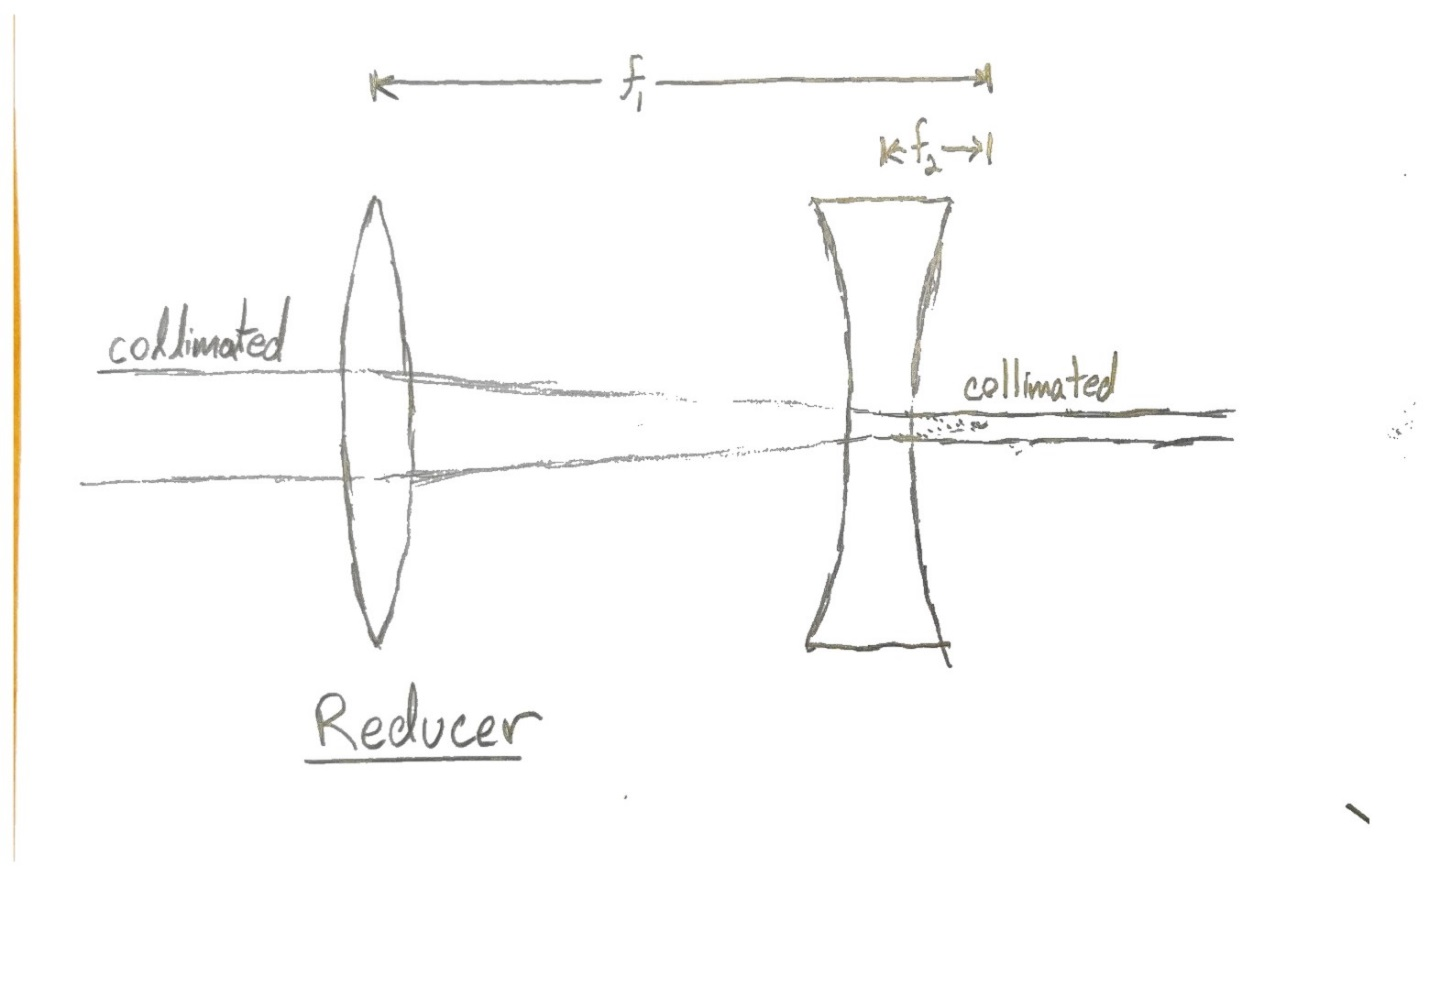 f₁
f₂
collimated
collimated
Reducer